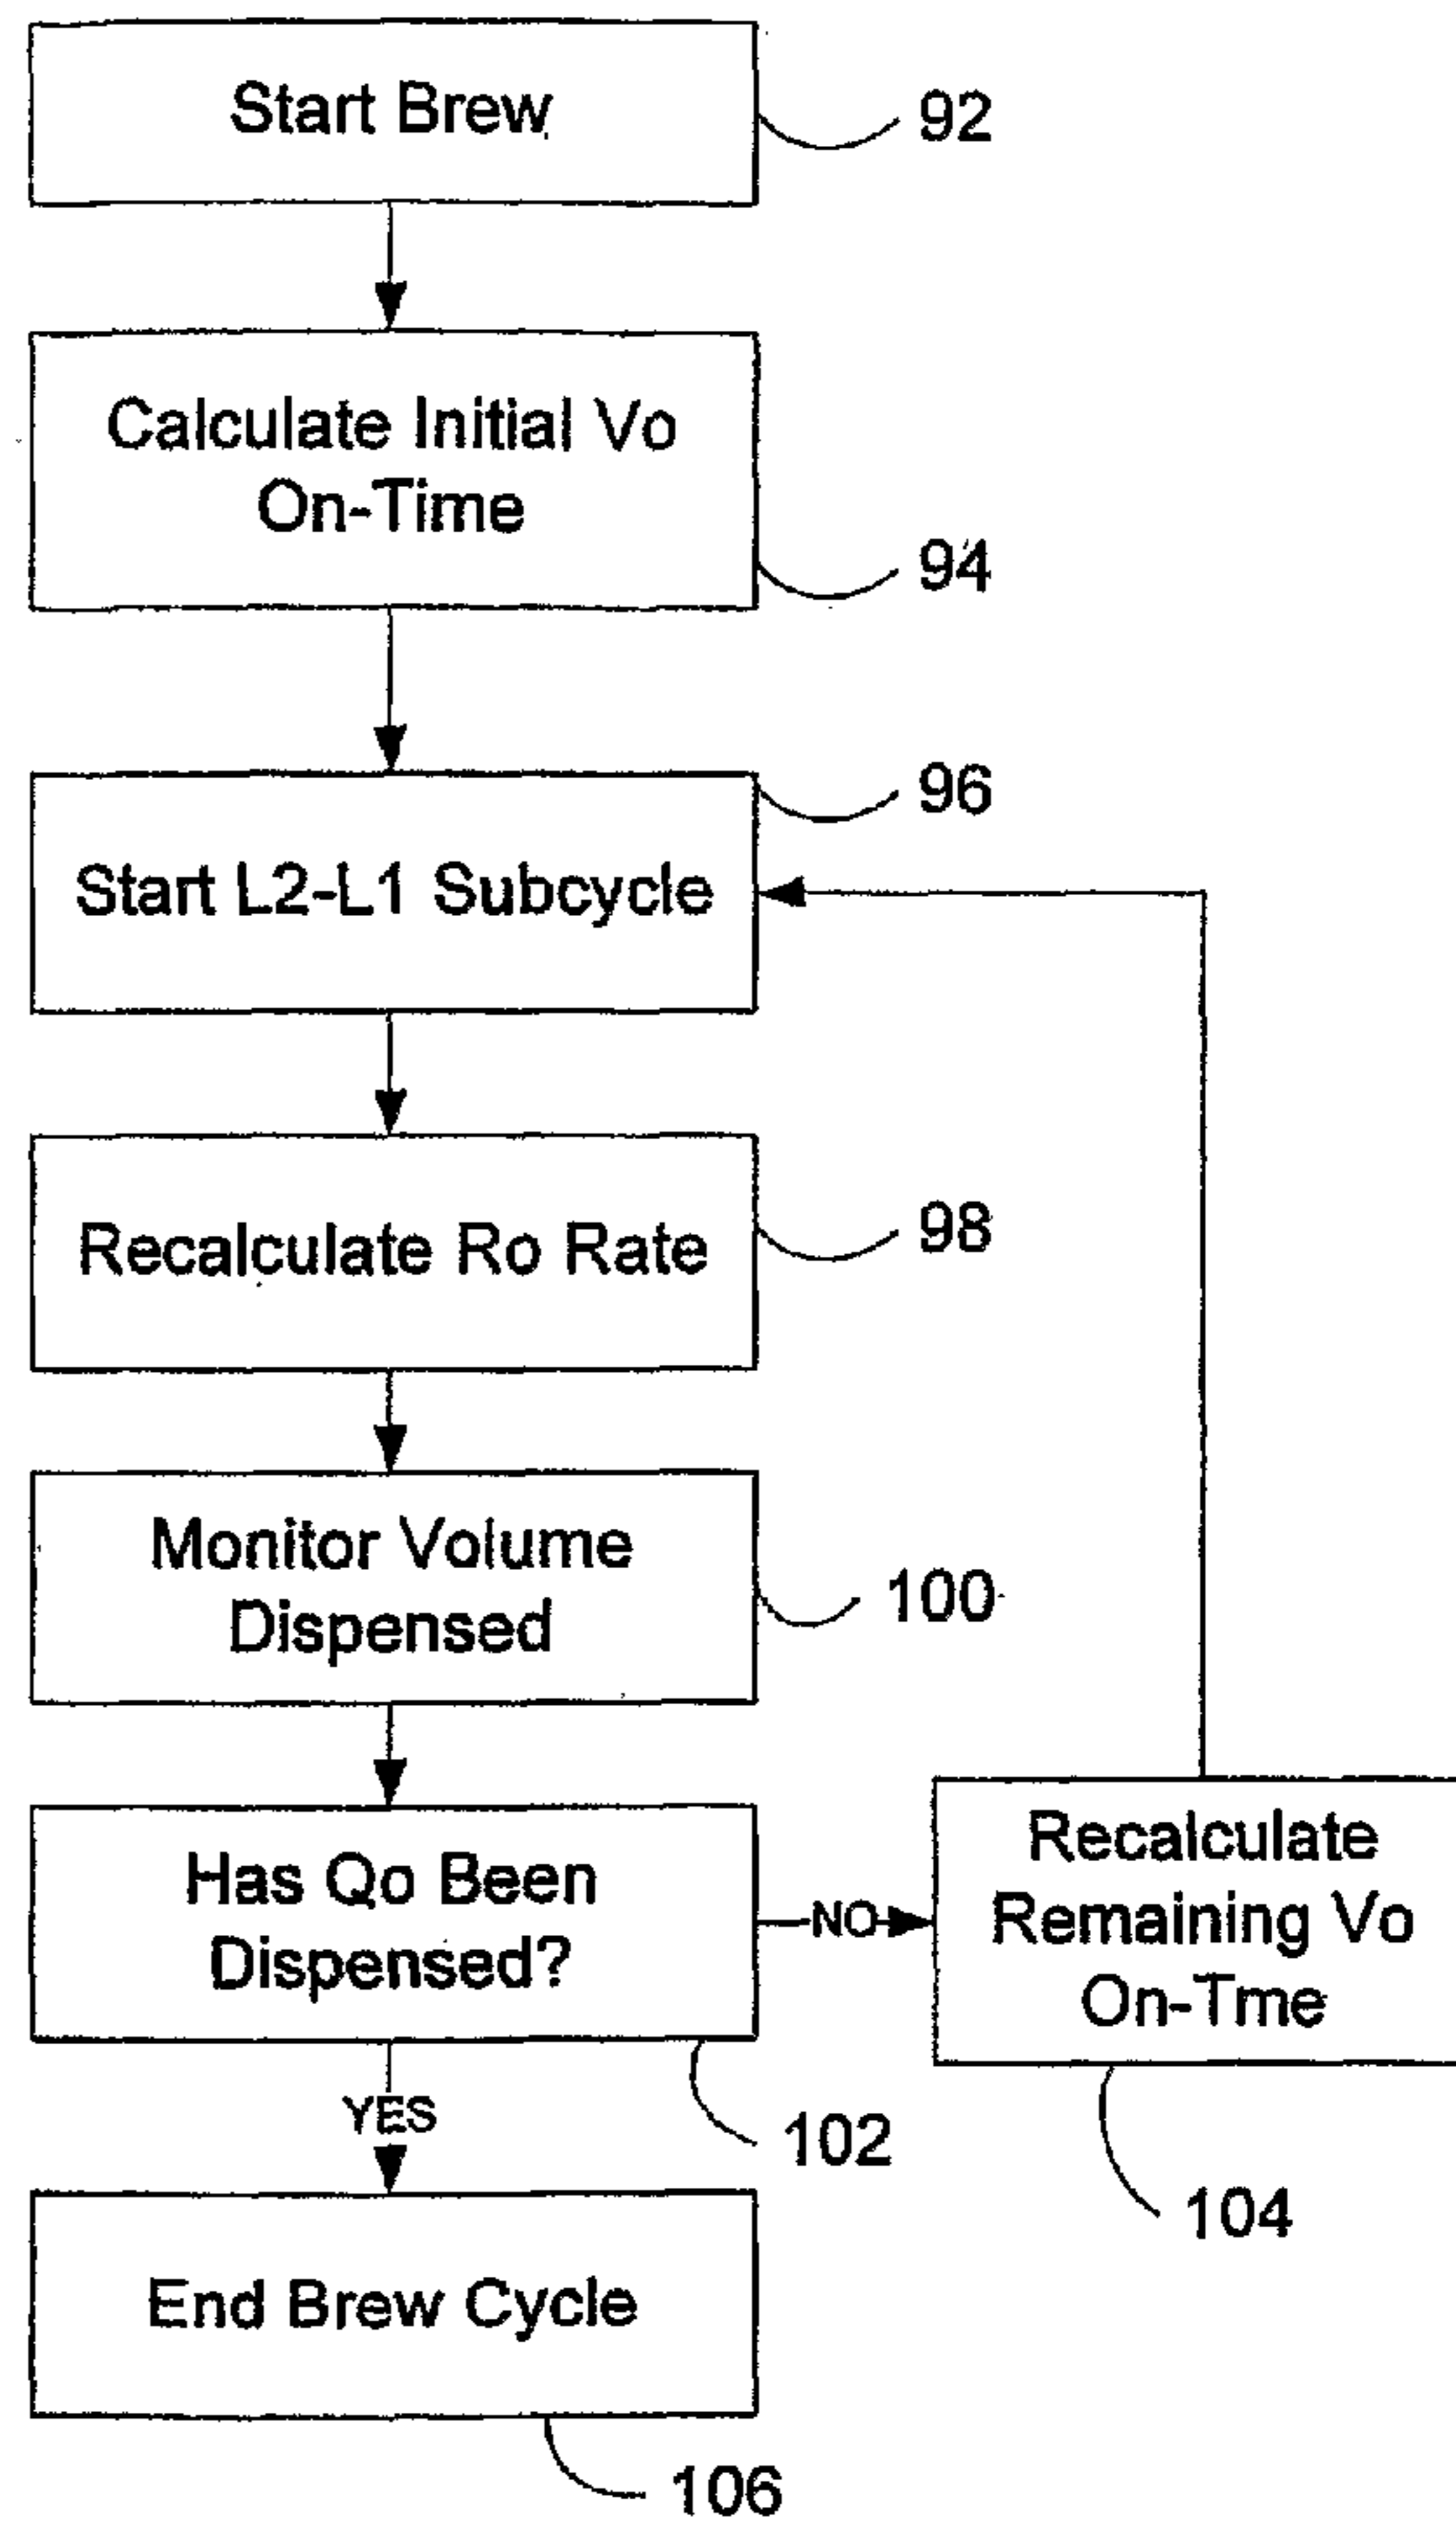 Start Brew
92
Calculate Initial Vo
On-Time
94
96
Start L2-L1 Subcycle
Recalculate Ro Rate
98
Monitor Volume
Dispensed
100
Has Qo Been
Dispensed?
NO
Recalculate
Remaining Vo
On-Tme
YES
102
104
End Brew Cycle
106